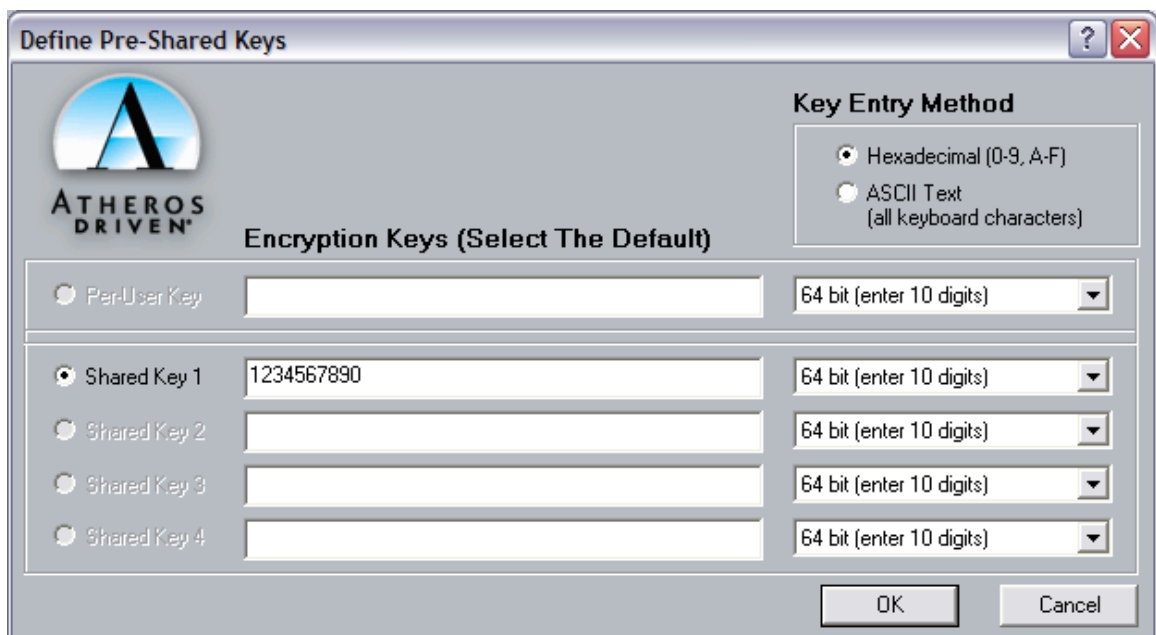 Define Pre-Shared Keys
ATHEROS
DRIVEN®
Key Entry Method
Hexadecimal (0-9, A-F)
ASCII Text
(all keyboard characters)
Encryption Keys (Select The Default)
Per-User Key 64 bit (enter 10 digits)
Shared Key 1 1234567890 64 bit (enter 10 digits)
Shared Key 2 64 bit (enter 10 digits)
Shared Key 3 64 bit (enter 10 digits)
Shared Key 4 64 bit (enter 10 digits)
OK Cancel